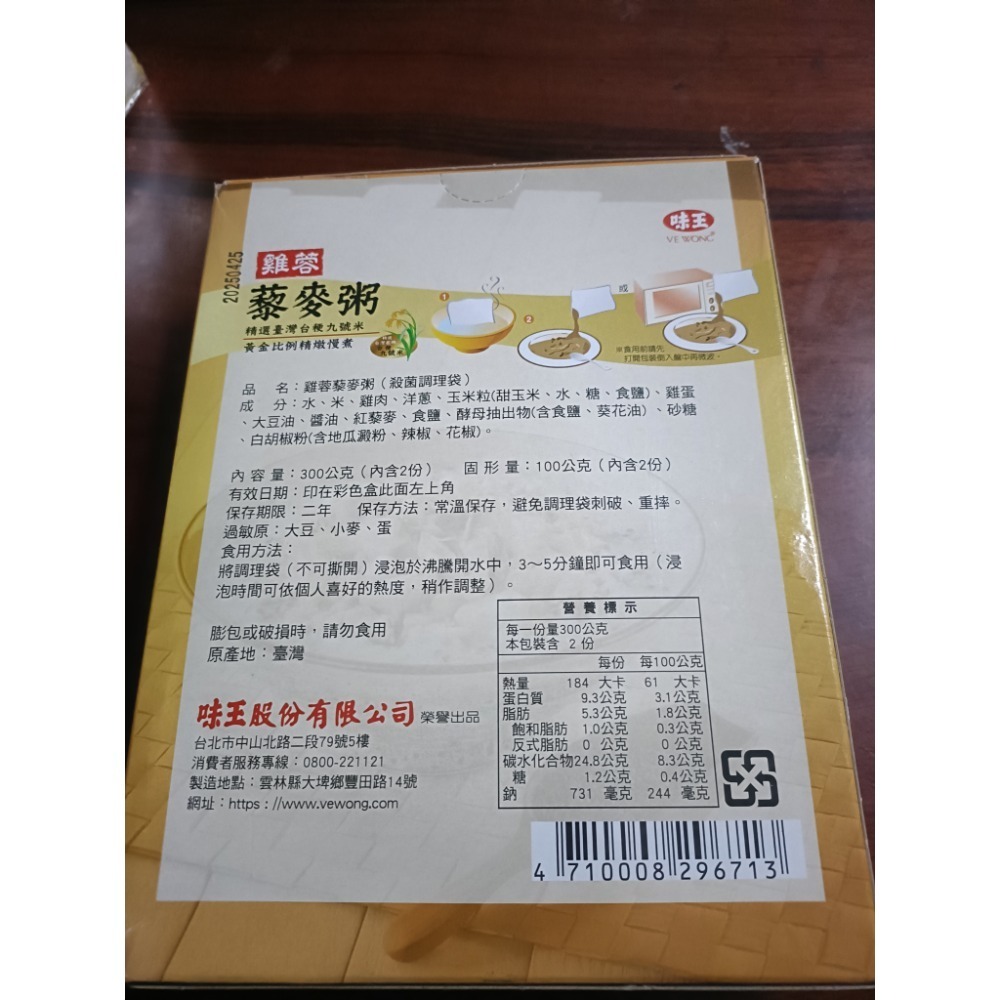 味王
VE WONG
20250425
雞蓉
藜麥粥
精選臺灣台稉九號米
黃金比例精燉慢煮
九號米
1
2
或
※食用前請先
打開包裝倒入碗中再微波。
品　名：雞蓉藜麥粥（殺菌調理袋）
成　分：水、米、雞肉、洋蔥、玉米粒(甜玉米、水、糖、食鹽)、雞蛋
、大豆油、醬油、紅藜麥、食鹽、酵母抽出物(含食鹽、葵花油）、砂糖
、白胡椒粉(含地瓜澱粉、辣椒、花椒)。
內 容 量：300公克（內含2份）　固 形 量：100公克（內含2份）
有效日期：印在彩色盒此面左上角
保存期限：二年　保存方法：常溫保存，避免調理袋刺破、重摔。
過敏原：大豆、小麥、蛋
食用方法：
將調理袋（不可撕開）浸泡於沸騰開水中，3～5分鐘即可食用（浸
泡時間可依個人喜好的熱度，稍作調整）。
膨包或破損時，請勿食用
原產地：臺灣
味王股份有限公司 榮譽出品
台北市中山北路二段79號5樓
消費者服務專線：0800-221121
製造地點：雲林縣大埤鄉豐田路14號
網址：https：//www.vewong.com
營 養 標 示
每一份量300公克
本包裝含 2 份
每份 每100公克
熱量 184 大卡 61 大卡
蛋白質 9.3公克 3.1公克
脂肪 5.3公克 1.8公克
飽和脂肪 1.0公克 0.3公克
反式脂肪 0 公克 0 公克
碳水化合物 24.8公克 8.3公克
糖 1.2公克 0.4公克
鈉 731 毫克 244 毫克
4 710008 296713